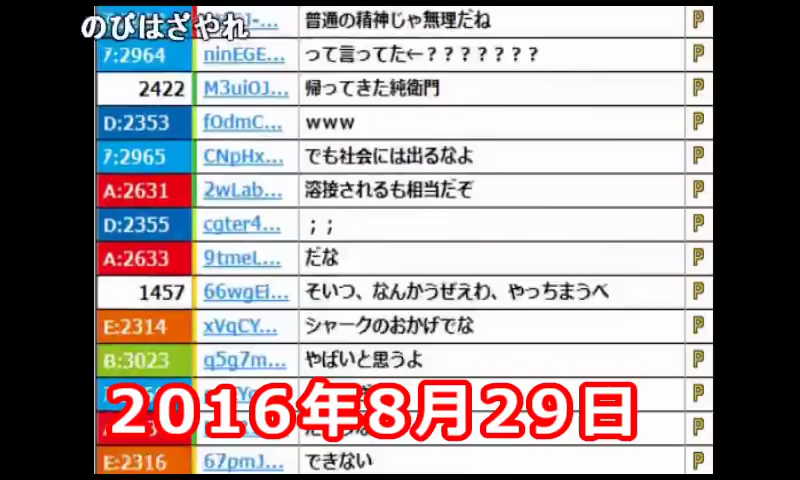 のびはざやれ
普通の精神じゃ無理だね P
ｱ:2964 ninEGE... って言ってた←？？？？？？？ P
2422 M3uiOJ... 帰ってきた純衛門 P
D:2353 fOdmC... www P
ｱ:2965 CNpHx... でも社会には出るなよ P
A:2631 2wLab... 溶接されるも相当だぞ P
D:2355 cgter4... ；； P
A:2633 9tmeL... だな P
1457 66wgEi... そいつ、なんかうぜえわ、やっちまうべ P
E:2314 xVqCY... シャークのおかげでな P
B:3023 q5g7m... やばいと思うよ P
2016年8月29日
E:2316 67pmJ... できない P